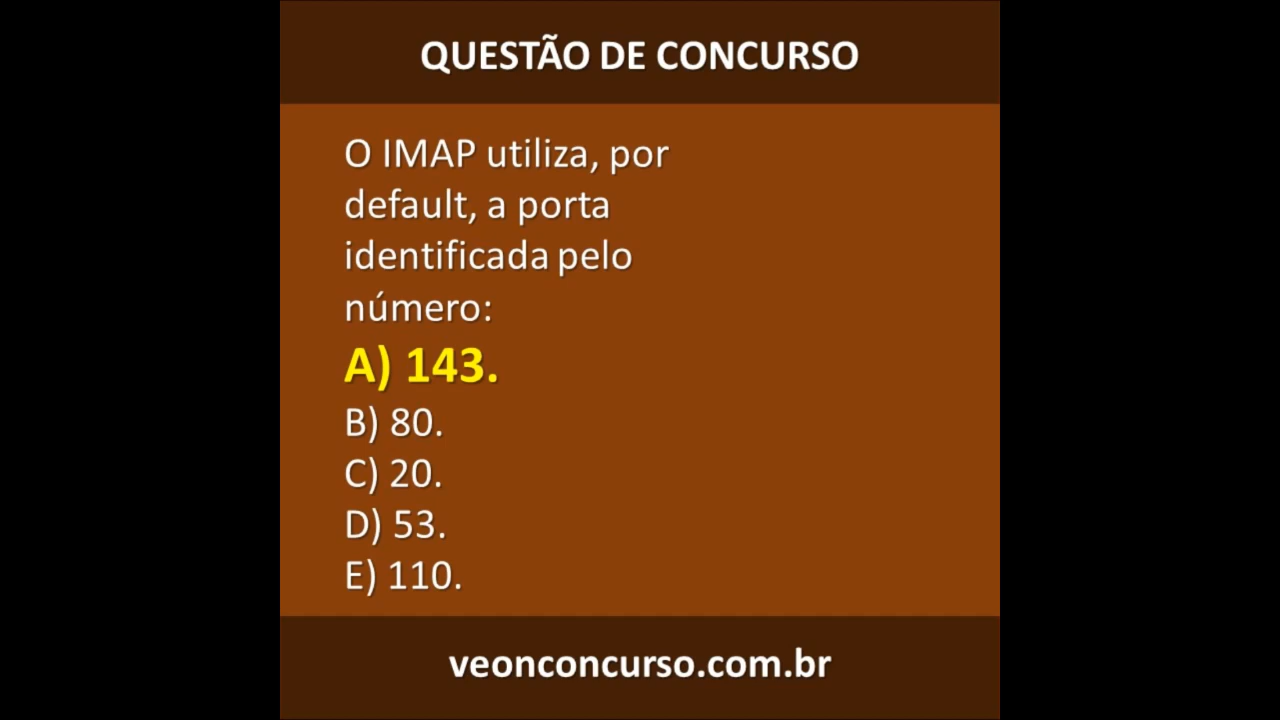 QUESTÃO DE CONCURSO
O IMAP utiliza, por
default, a porta
identificada pelo
número:
A) 143.
B) 80.
C) 20.
D) 53.
E) 110.
veonconcurso.com.br